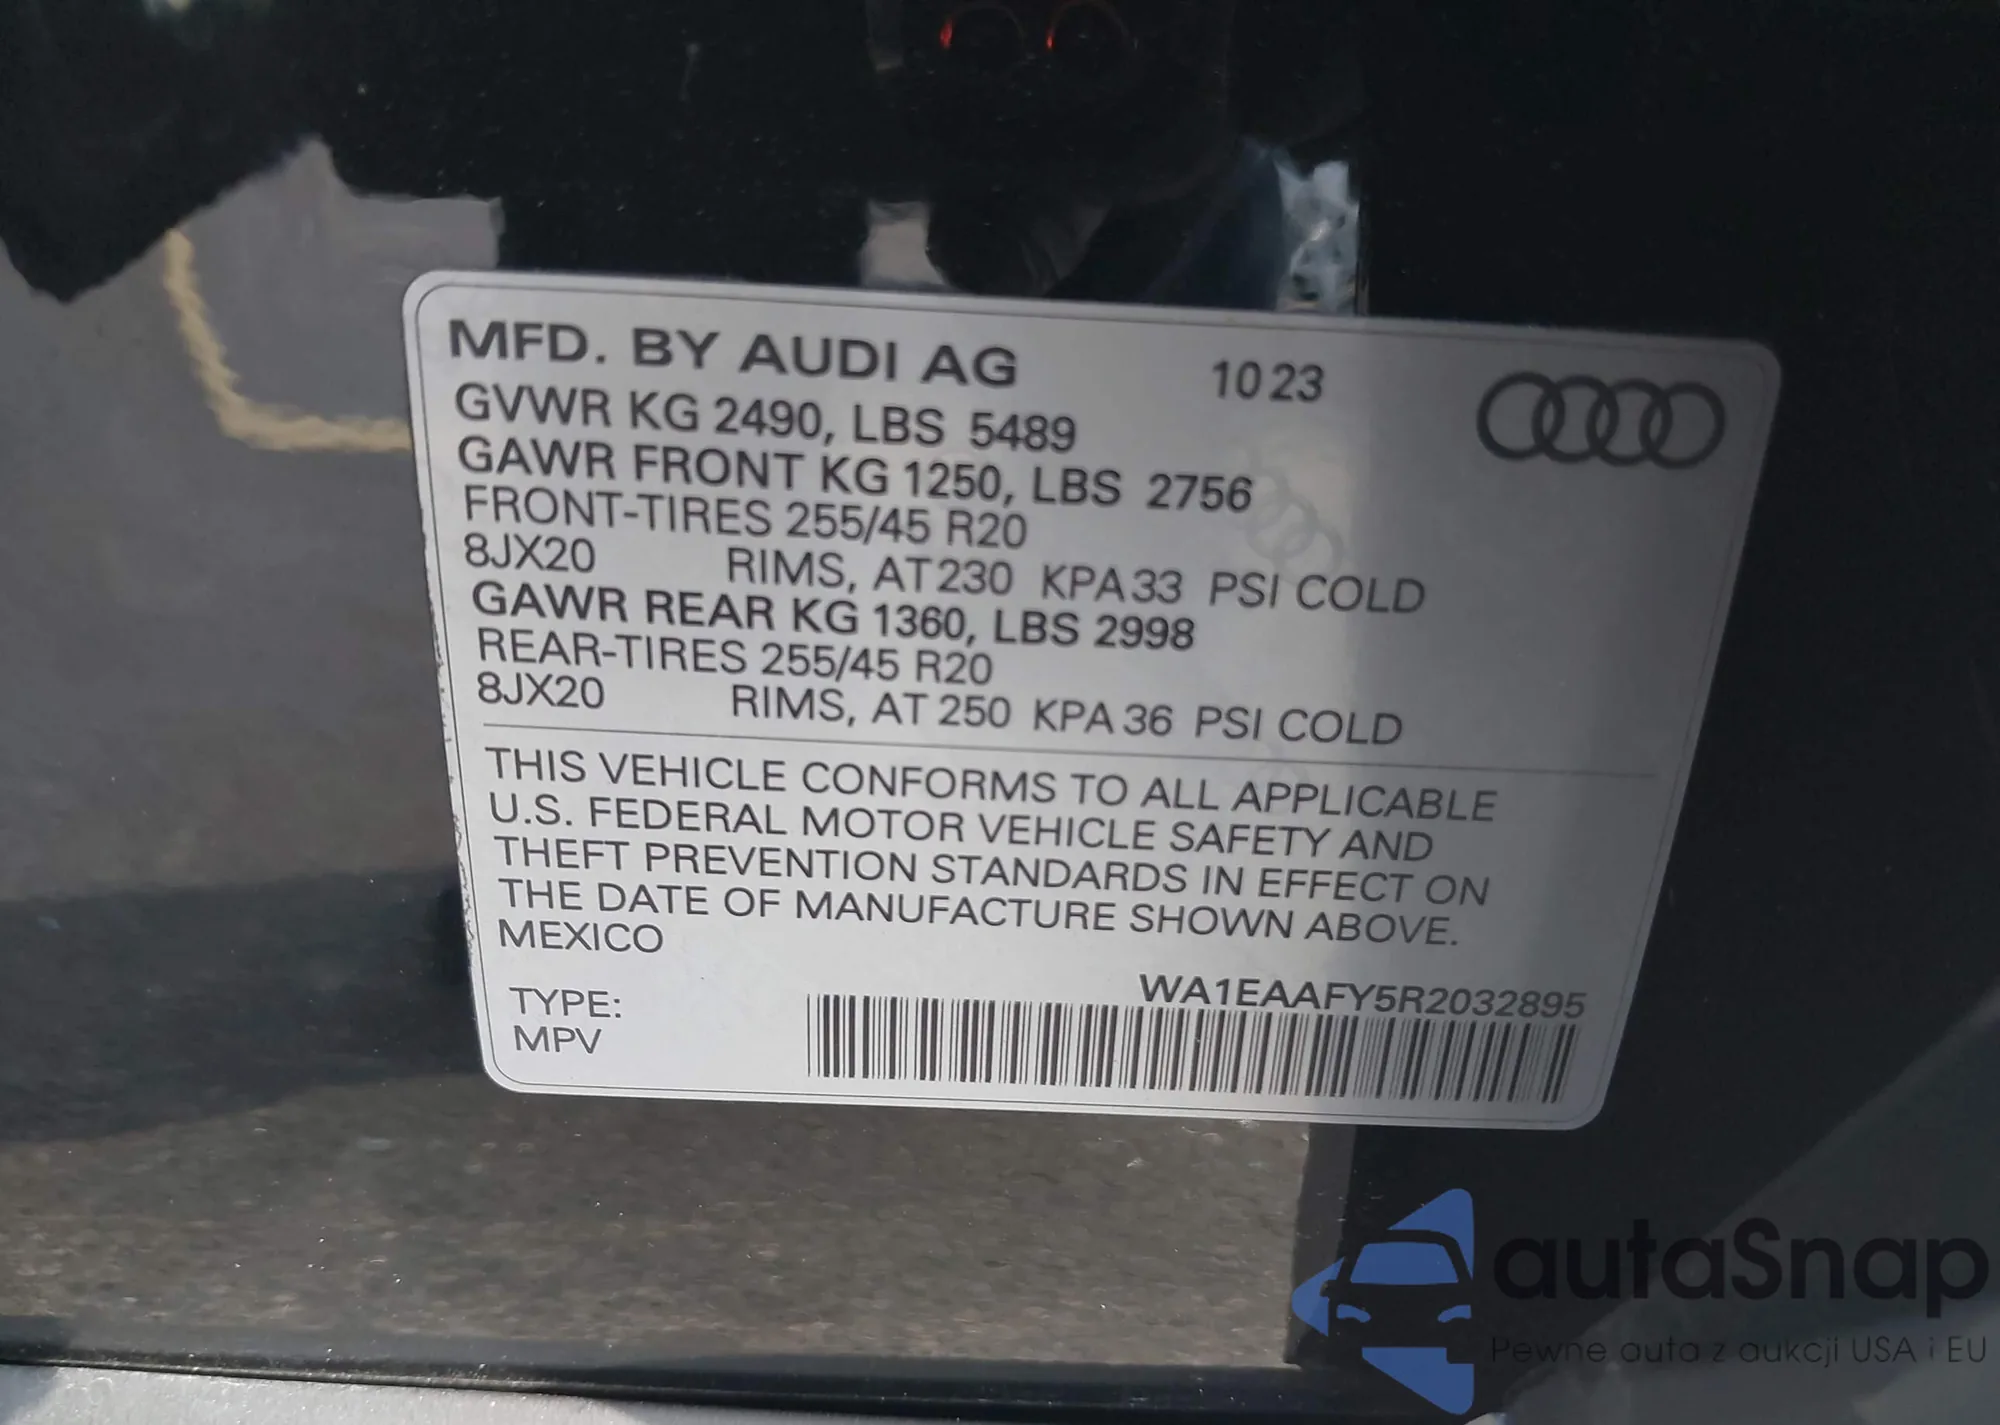 MFD. BY AUDI AG 10 23
GVWR KG 2490, LBS 5489
GAWR FRONT KG 1250, LBS 2756
FRONT-TIRES 255/45 R20
8JX20 RIMS, AT 230 KPA 33 PSI COLD
GAWR REAR KG 1360, LBS 2998
REAR-TIRES 255/45 R20
8JX20 RIMS, AT 250 KPA 36 PSI COLD
THIS VEHICLE CONFORMS TO ALL APPLICABLE
U.S. FEDERAL MOTOR VEHICLE SAFETY AND
THEFT PREVENTION STANDARDS IN EFFECT ON
THE DATE OF MANUFACTURE SHOWN ABOVE.
MEXICO
WA1EAAFY5R2032895
TYPE:
MPV
autaSnap
Pewne auta z aukcji USA i EU